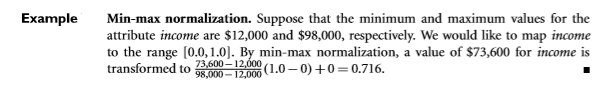 Example Min-max normalization. Suppose that the minimum and maximum values for the
attribute income are $12,000 and $98,000, respectively. We would like to map income
to the range [0.0, 1.0]. By min-max normalization, a value of $73,600 for income is
transformed to \frac{73,600 − 12,000}{98,000 − 12,000} (1.0 − 0) + 0 = 0.716. ■